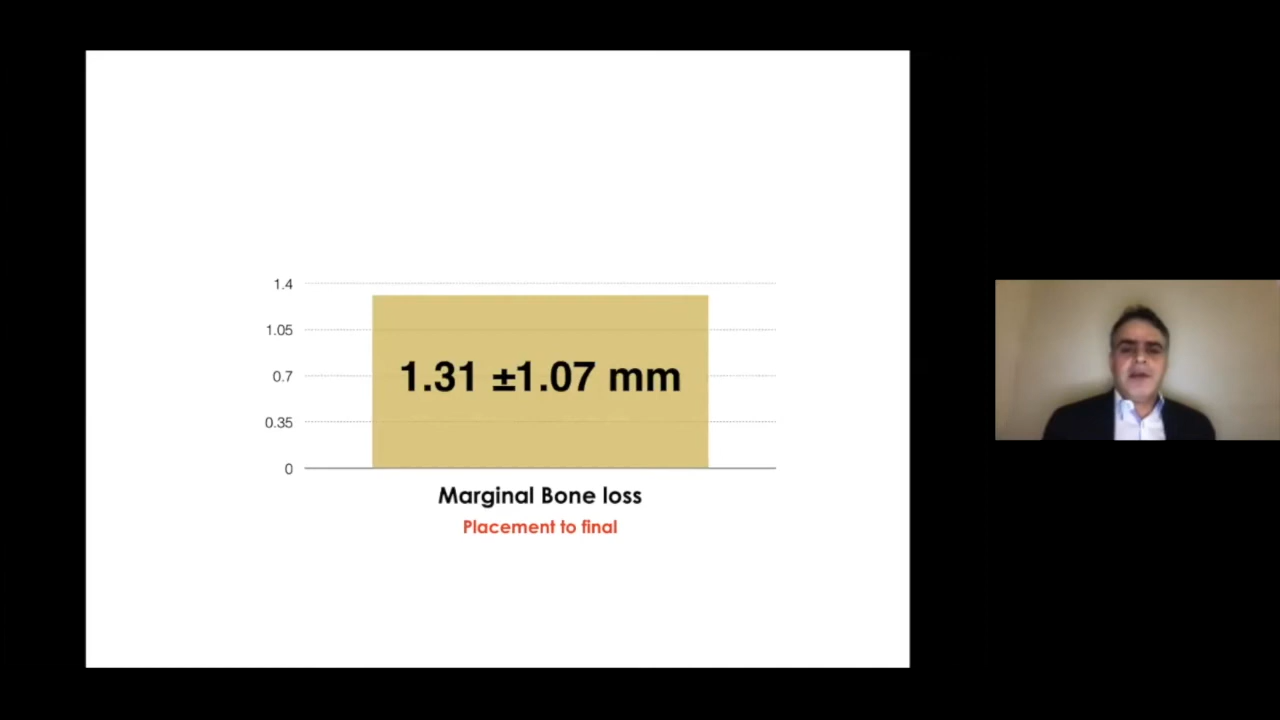 1.4
1.05
0.7
0.35
0
1.31 ±1.07 mm
Marginal Bone loss
Placement to final